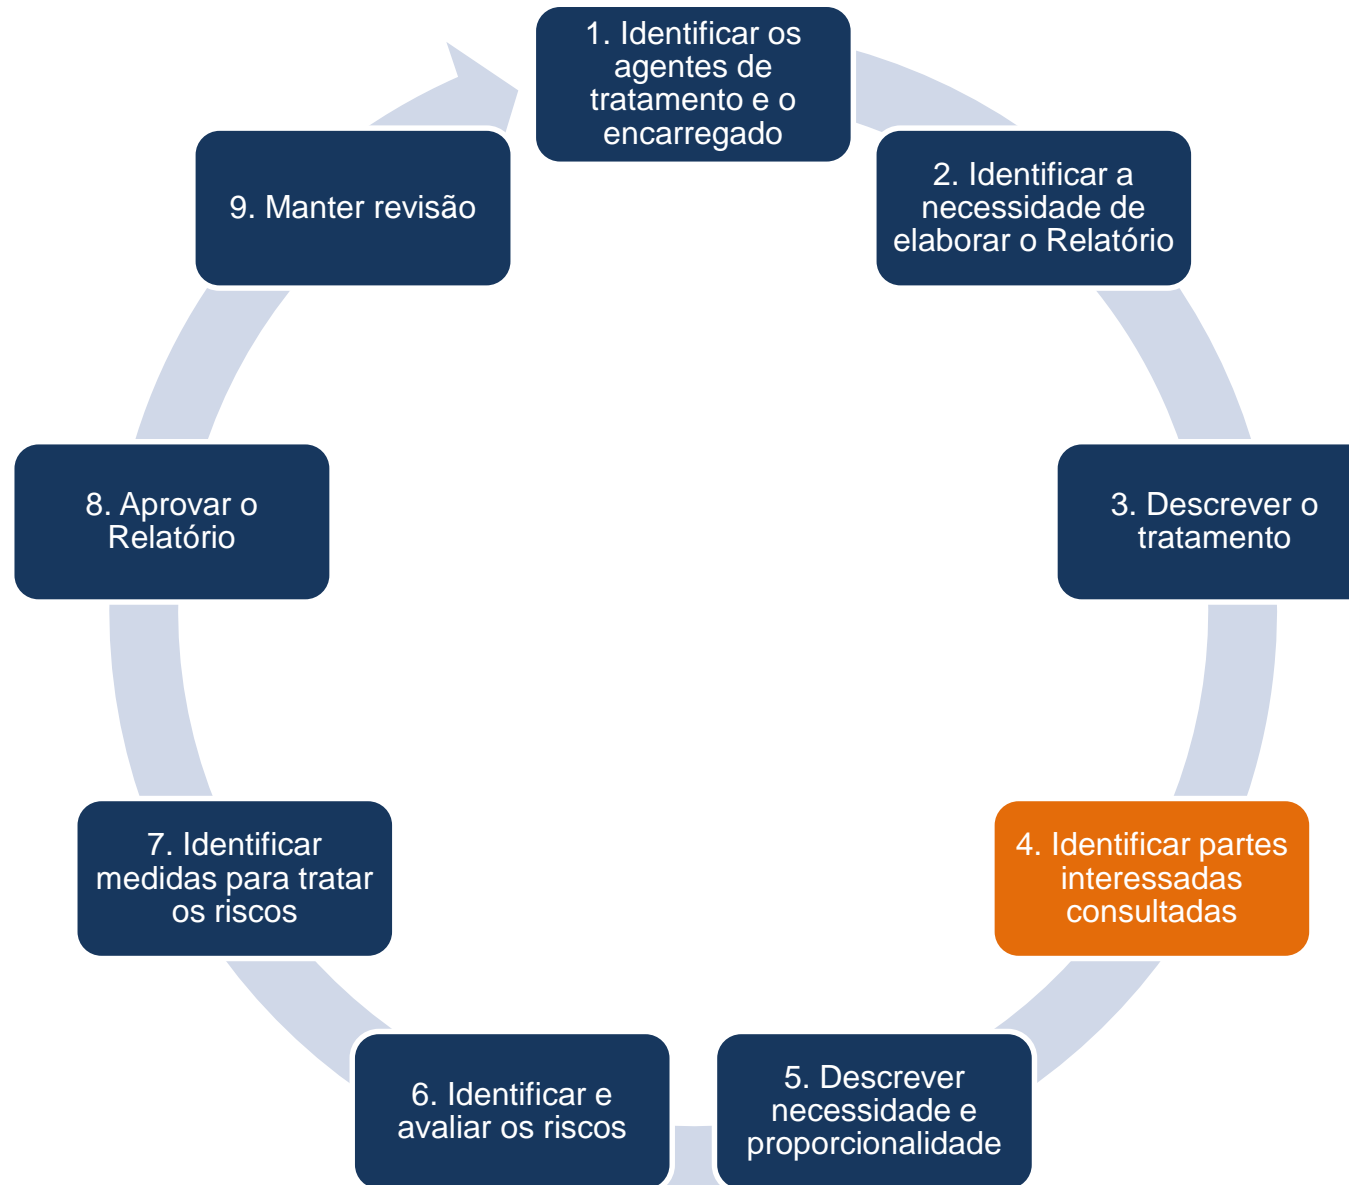 1. Identificar os
agentes de
tratamento e o
encarregado
2. Identificar a
necessidade de
elaborar o Relatório
3. Descrever o
tratamento
4. Identificar partes
interessadas
consultadas
5. Descrever
necessidade e
proporcionalidade
6. Identificar e
avaliar os riscos
7. Identificar
medidas para tratar
os riscos
8. Aprovar o
Relatório
9. Manter revisão